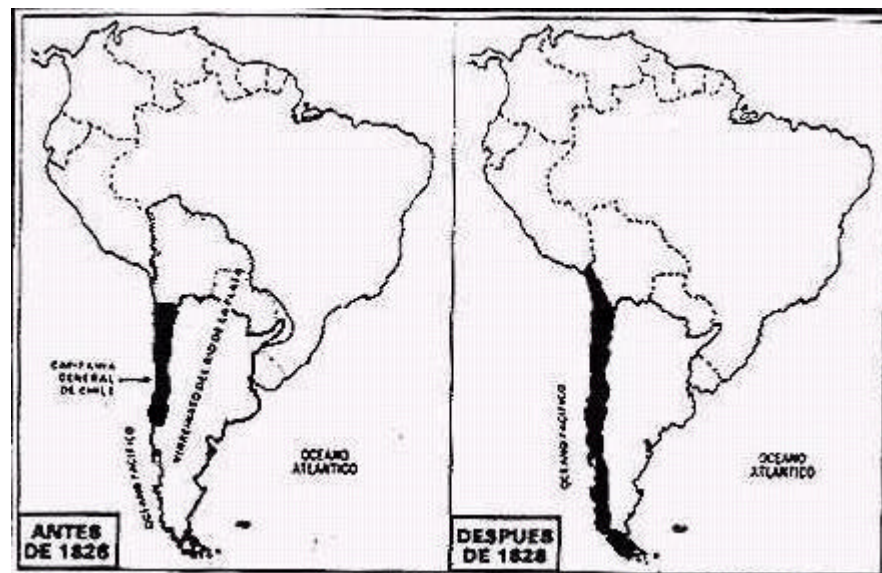 CAPITANIA
GENERAL
DE CHILE
VIRREINATO DEL RIO DE LA PLATA
OCEANO PACIFICO
OCEANO
ATLANTICO
ANTES
DE 1826
OCEANO PACIFICO
OCEANO
ATLANTICO
DESPUES
DE 1828